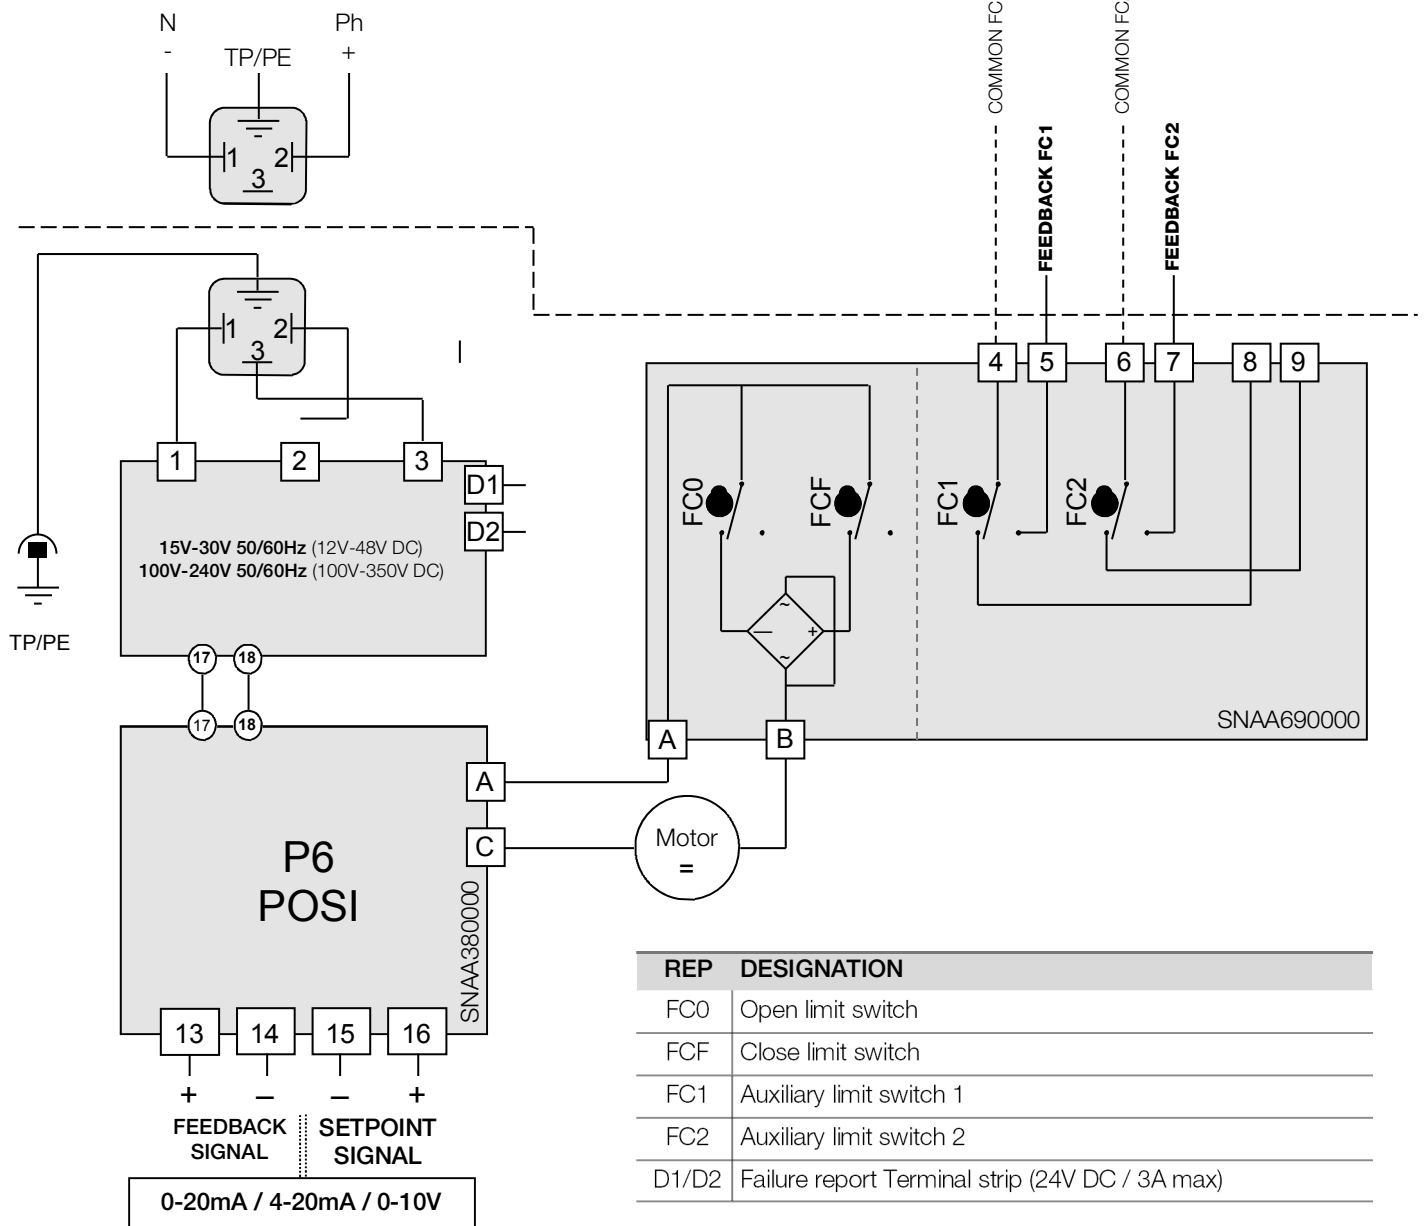 N
Ph
-
TP/PE
+
1
2
3
COMMON FC
COMMON FC
FEEDBACK FC1
FEEDBACK FC2
1
2
3
4
5
6
7
8
9
1
2
3
D1
D2
15V-30V 50/60Hz (12V-48V DC)
100V-240V 50/60Hz (100V-350V DC)
TP/PE
FC0
FCF
FC1
FC2
~
— +
~
SNAA690000
17
18
17
18
A
B
A
C
Motor
=
P6
POSI
SNAA380000
13
14
15
16
+
–
–
+
FEEDBACK
SIGNAL
SETPOINT
SIGNAL
0-20mA / 4-20mA / 0-10V
REP DESIGNATION
FC0 Open limit switch
FCF Close limit switch
FC1 Auxiliary limit switch 1
FC2 Auxiliary limit switch 2
D1/D2 Failure report Terminal strip (24V DC / 3A max)